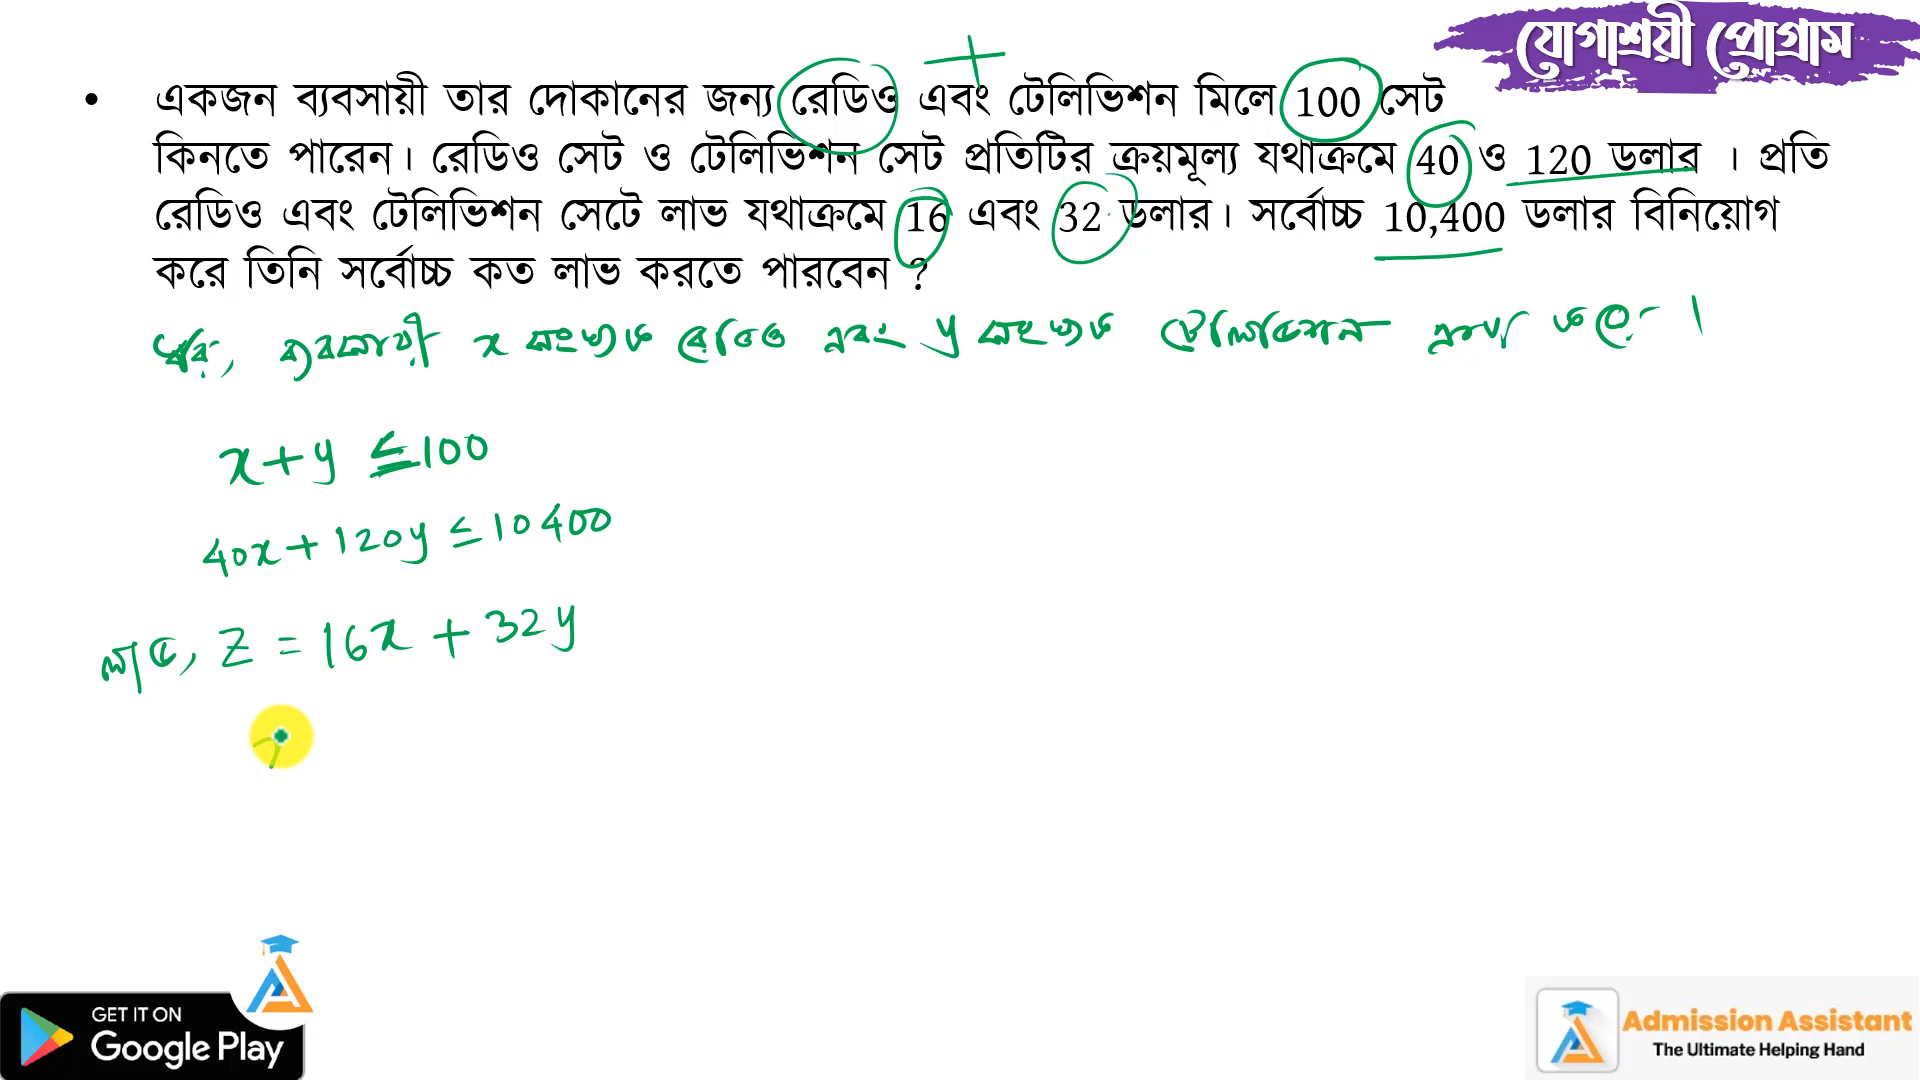 যোগাশ্রয়ী প্রোগ্রাম
• একজন ব্যবসায়ী তার দোকানের জন্য রেডিও এবং টেলিভিশন মিলে 100 সেট
কিনতে পারেন। রেডিও সেট ও টেলিভিশন সেট প্রতিটির ক্রয়মূল্য যথাক্রমে 40 ও 120 ডলার । প্রতি
রেডিও এবং টেলিভিশন সেটে লাভ যথাক্রমে 16 এবং 32 ডলার। সর্বোচ্চ 10,400 ডলার বিনিয়োগ
করে তিনি সর্বোচ্চ কত লাভ করতে পারবেন ?
ধরি, ব্যবসায়ী x সংখ্যক রেডিও এবং y সংখ্যক টেলিভিশন ক্রয় করে।
x+y ≤100
40x+120y ≤10400
লাভ, Z = 16x + 32y
GET IT ON
Google Play
Admission Assistant
The Ultimate Helping Hand